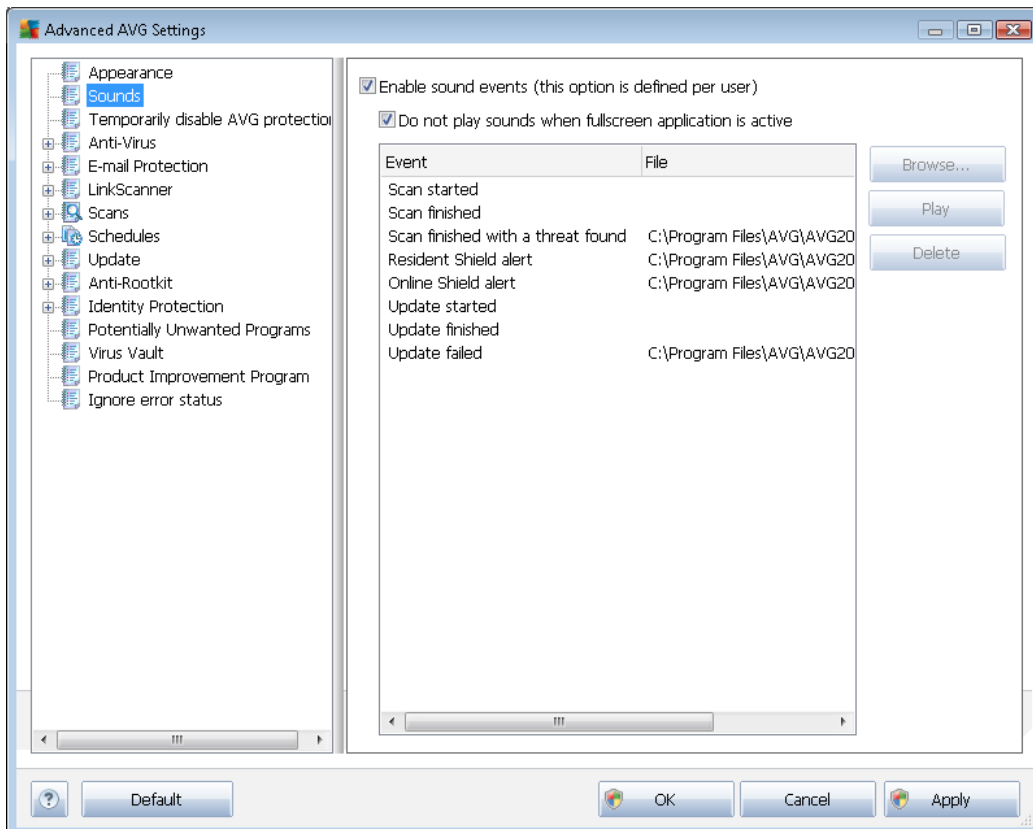 Advanced AVG Settings
Appearance
Sounds
Temporarily disable AVG protection
Anti-Virus
E-mail Protection
LinkScanner
Scans
Schedules
Update
Anti-Rootkit
Identity Protection
Potentially Unwanted Programs
Virus Vault
Product Improvement Program
Ignore error status
Enable sound events (this option is defined per user)
Do not play sounds when fullscreen application is active
Event File
Scan started
Scan finished
Scan finished with a threat found C:\Program Files\AVG\AVG20
Resident Shield alert C:\Program Files\AVG\AVG20
Online Shield alert C:\Program Files\AVG\AVG20
Update started
Update finished
Update failed C:\Program Files\AVG\AVG20
Browse...
Play
Delete
? Default OK Cancel Apply